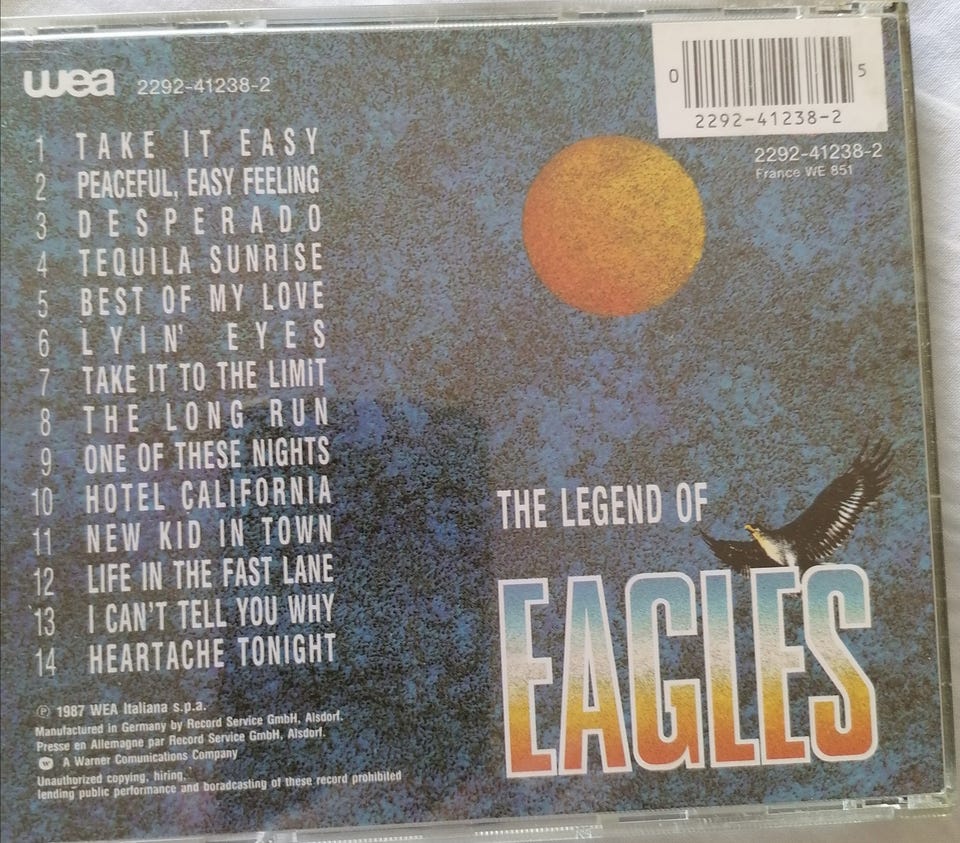 wea 2292-41238-2
1 TAKE IT EASY
2 PEACEFUL, EASY FEELING
3 DESPERADO
4 TEQUILA SUNRISE
5 BEST OF MY LOVE
6 LYIN' EYES
7 TAKE IT TO THE LIMiT
8 THE LONG RUN
9 ONE OF THESE NIGHTS
10 HOTEL CALIFORNIA
11 NEW KID IN TOWN
12 LIFE IN THE FAST LANE
13 I CAN'T TELL YOU WHY
14 HEARTACHE TONIGHT
℗ 1987 WEA Italiana s.p.a.
Manufactured in Germany by Record Service GmbH, Alsdorf.
Presse en Allemagne par Record Service GmbH, Alsdorf.
W A Warner Comunications Company
Unauthorized copying, hiring,
lending public performance and boradcasting of these record prohibited
0 5
2292-41238-2
2292-41238-2
France WE 851
THE LEGEND OF
EAGLES